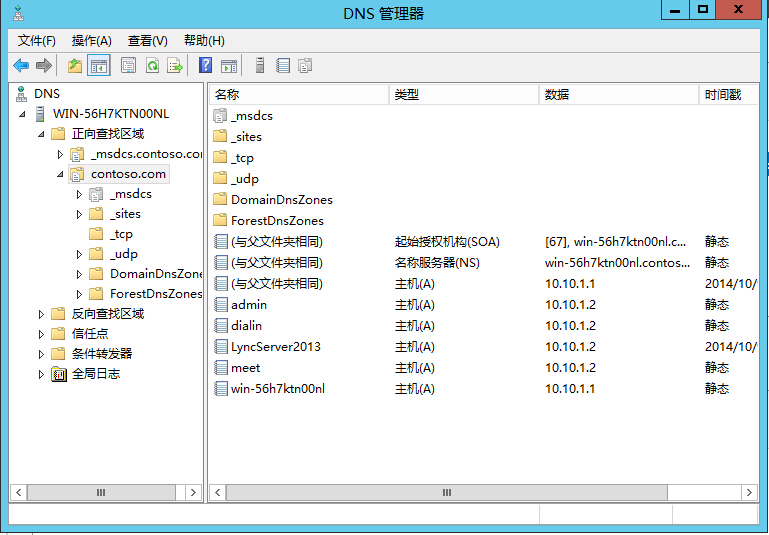 DNS 管理器
文件(F) 操作(A) 查看(V) 帮助(H)
DNS
WIN-56H7KTN00NL
正向查找区域
_msdcs.contoso.co
contoso.com
_msdcs
_sites
_tcp
_udp
DomainDnsZone
ForestDnsZones
反向查找区域
信任点
条件转发器
全局日志
名称 类型 数据 时间戳
_msdcs
_sites
_tcp
_udp
DomainDnsZones
ForestDnsZones
(与父文件夹相同) 起始授权机构(SOA) [67], win-56h7ktn00nl.c... 静态
(与父文件夹相同) 名称服务器(NS) win-56h7ktn00nl.contos... 静态
(与父文件夹相同) 主机(A) 10.10.1.1 2014/10/
admin 主机(A) 10.10.1.2 静态
dialin 主机(A) 10.10.1.2 静态
LyncServer2013 主机(A) 10.10.1.2 2014/10/
meet 主机(A) 10.10.1.2 静态
win-56h7ktn00nl 主机(A) 10.10.1.1 静态